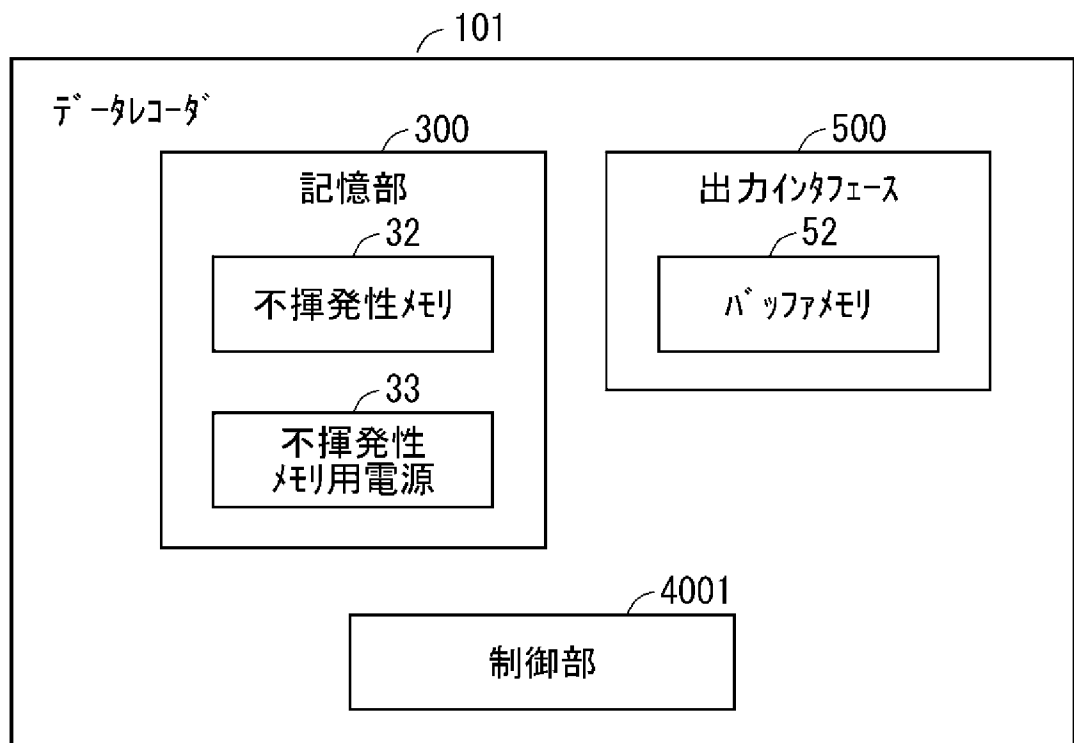 101
ﾃﾞｰﾀﾚｺｰﾀﾞ
300
記憶部
32
不揮発性ﾒﾓﾘ
33
不揮発性
ﾒﾓﾘ用電源
500
出力ｲﾝﾀﾌｪｰｽ
52
ﾊﾞｯﾌｧﾒﾓﾘ
4001
制御部